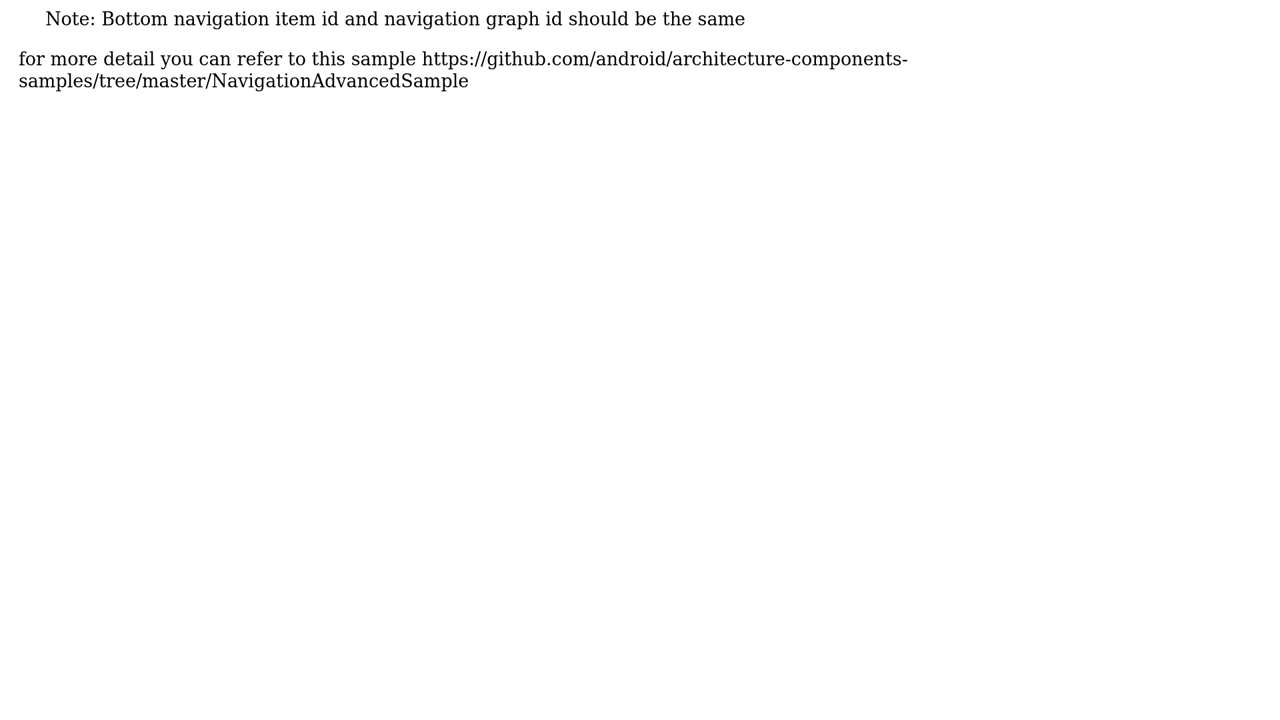 Note: Bottom navigation item id and navigation graph id should be the same
for more detail you can refer to this sample https://github.com/android/architecture-components-
samples/tree/master/NavigationAdvancedSample